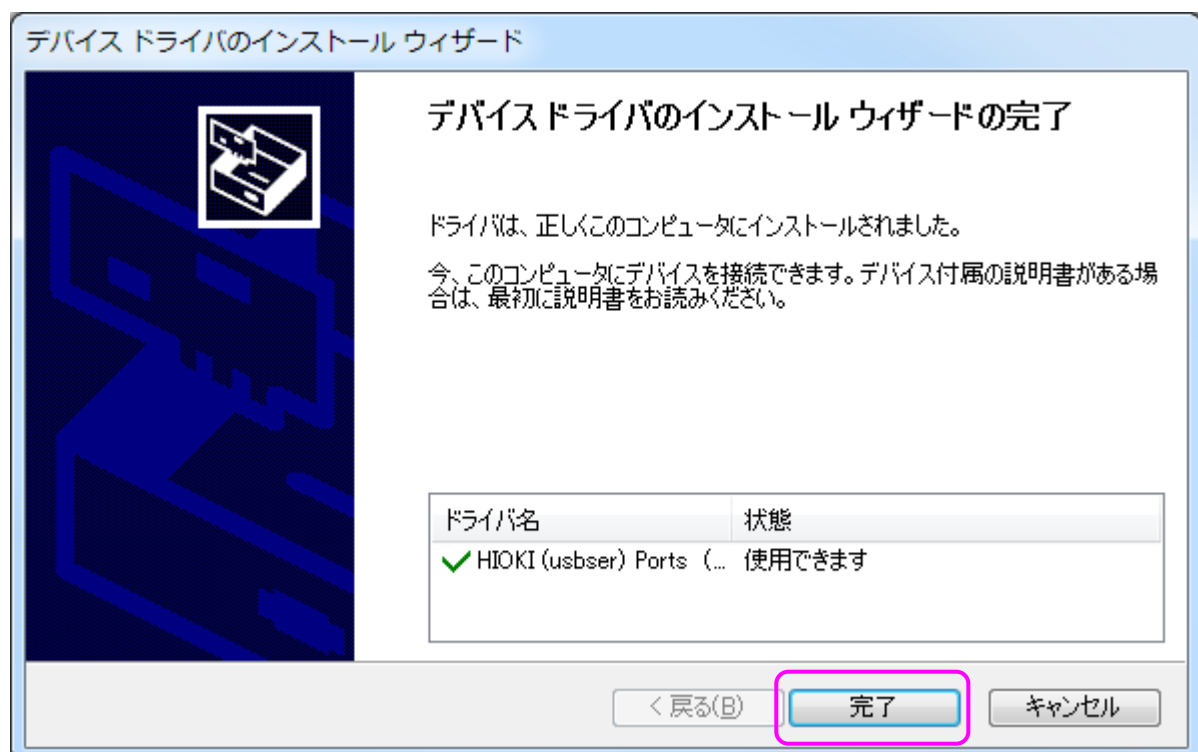 デバイス ドライバのインストール ウィザード
デバイス ドライバのインストール ウィザードの完了
ドライバは、正しくこのコンピュータにインストールされました。
今、このコンピュータにデバイスを接続できます。デバイス付属の説明書がある場
合は、最初に説明書をお読みください。
ドライバ名 状態
HIOKI (usbser) Ports (... 使用できます
< 戻る(B) 完了 キャンセル